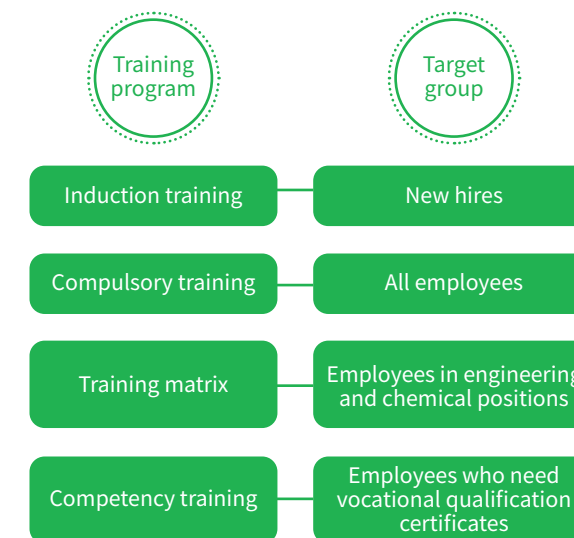 Training
program
Target
group
Induction training
New hires
Compulsory training
All employees
Training matrix
Employees in engineering
and chemical positions
Competency training
Employees who need
vocational qualification
certificates